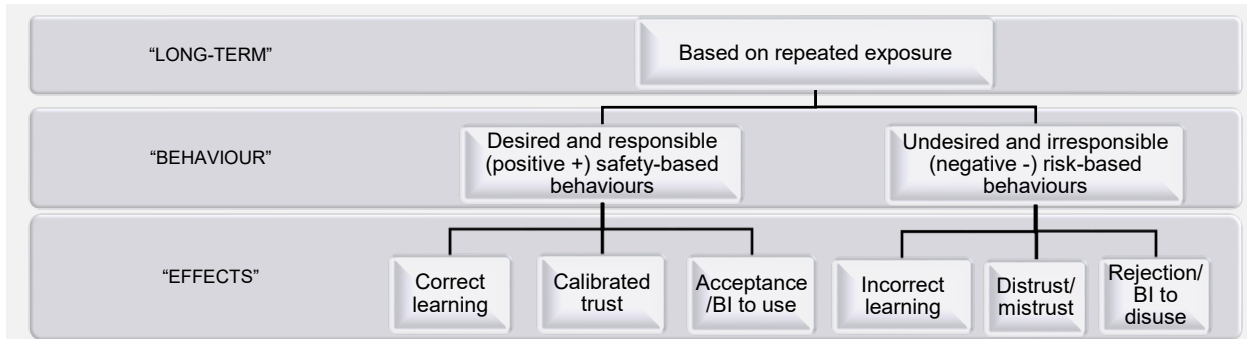 “LONG-TERM”
Based on repeated exposure
“BEHAVIOUR”
Desired and responsible
(positive +) safety-based
behaviours
Undesired and irresponsible
(negative -) risk-based
behaviours
“EFFECTS”
Correct
learning
Calibrated
trust
Acceptance
/BI to use
Incorrect
learning
Distrust/
mistrust
Rejection/
BI to
disuse